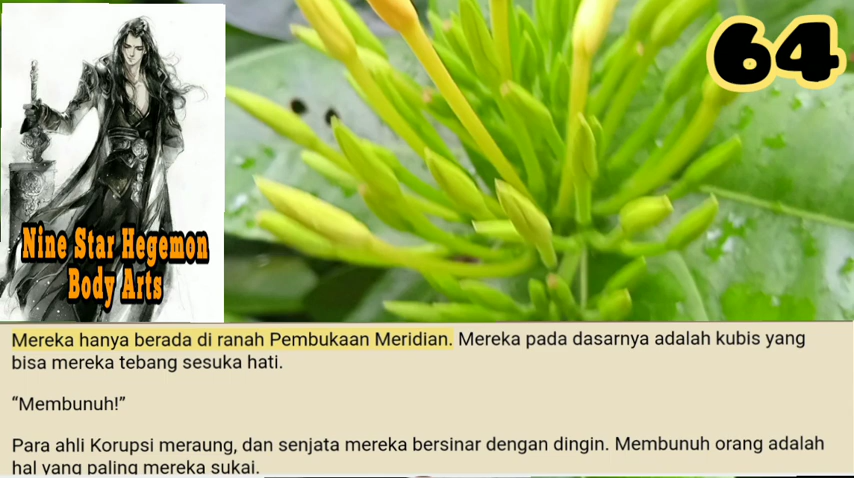 64
Nine Star Hegemon
Body Arts
Mereka hanya berada di ranah Pembukaan Meridian. Mereka pada dasarnya adalah kubis yang
bisa mereka tebang sesuka hati.
“Membunuh!”
Para ahli Korupsi meraung, dan senjata mereka bersinar dengan dingin. Membunuh orang adalah
hal yang paling mereka sukai.